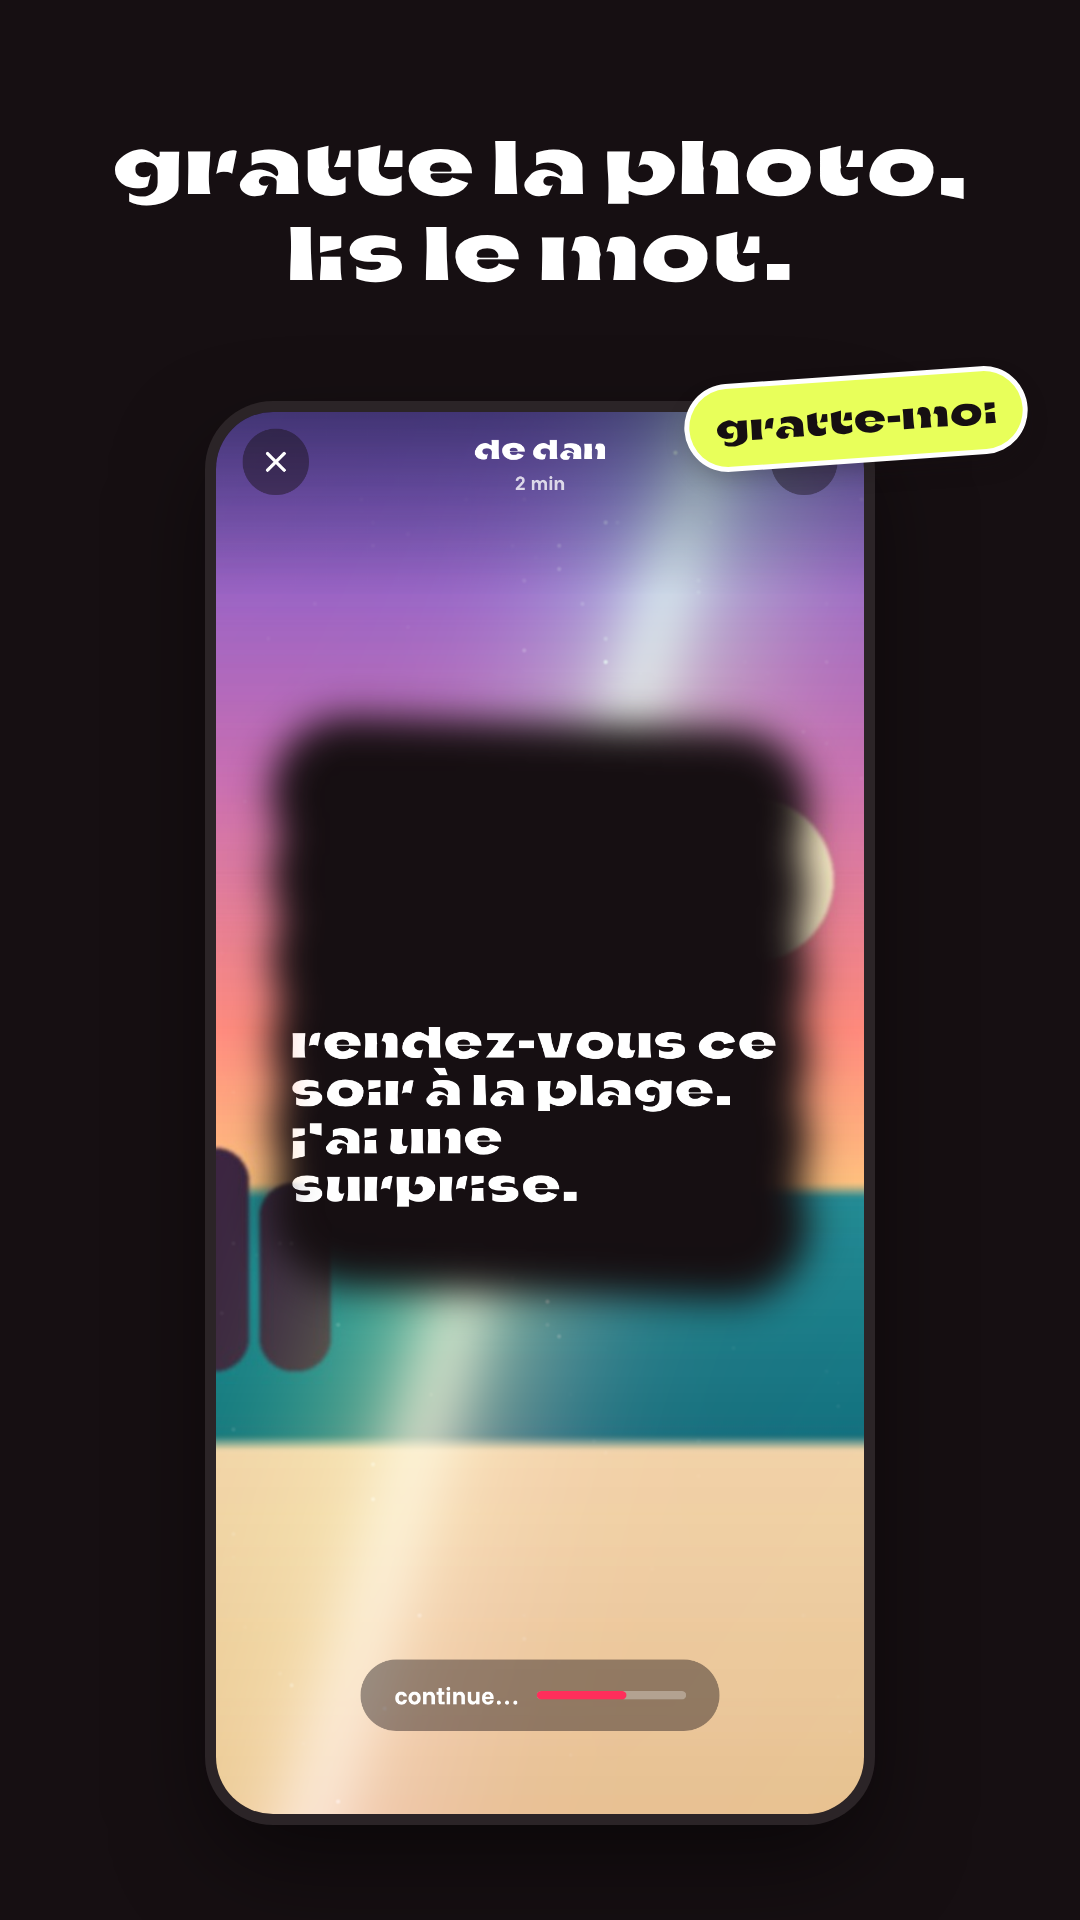 gratte la photo.
lis le mot.
gratte-moi
de dan
2 min
rendez-vous ce
soir à la plage.
j'ai une
surprise.
continue...